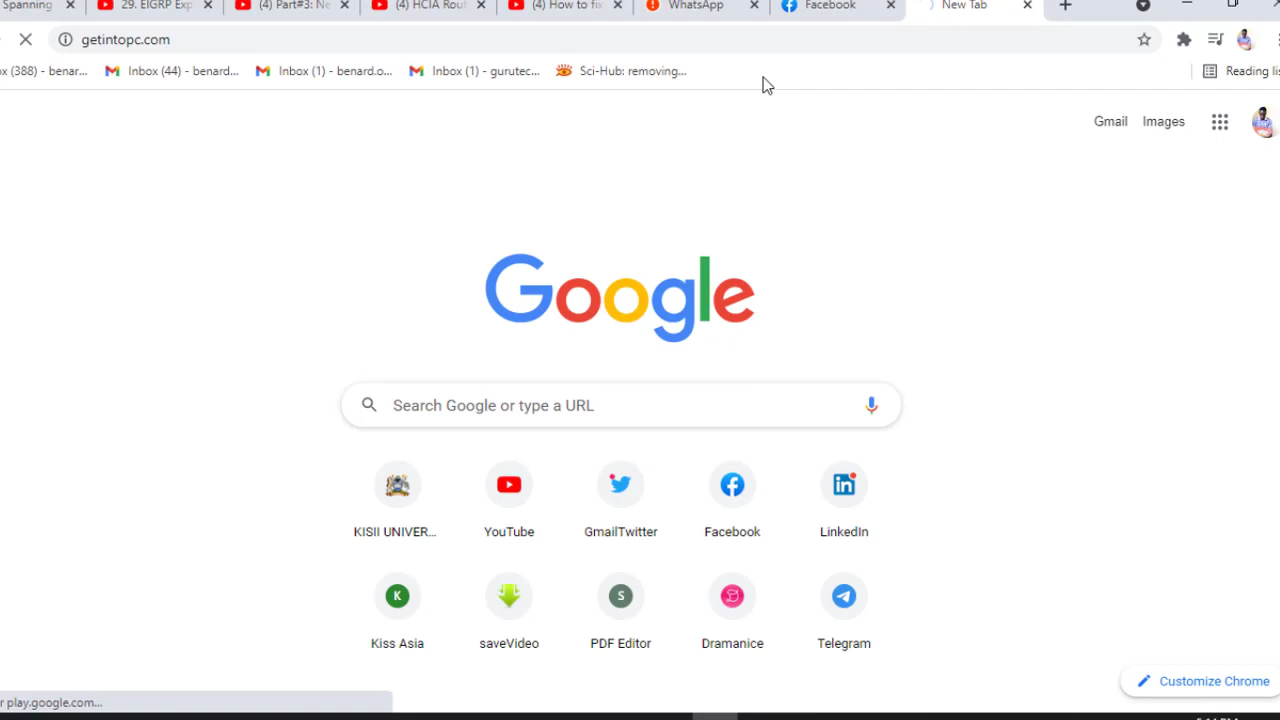 Spanning
29. EIGRP Exp
(4) Part#3: Ne
(4) HCIA Rout
(4) How to fix
WhatsApp
Facebook
New Tab
getintopc.com
ox (388) - benar...
Inbox (44) - benard...
Inbox (1) - benard.o...
Inbox (1) - gurutec...
Sci-Hub: removing...
Reading lis
Gmail
Images
Google
Search Google or type a URL
KISII UNIVER...
YouTube
GmailTwitter
Facebook
LinkedIn
K
S
Kiss Asia
saveVideo
PDF Editor
Dramanice
Telegram
Customize Chrome
r play.google.com...